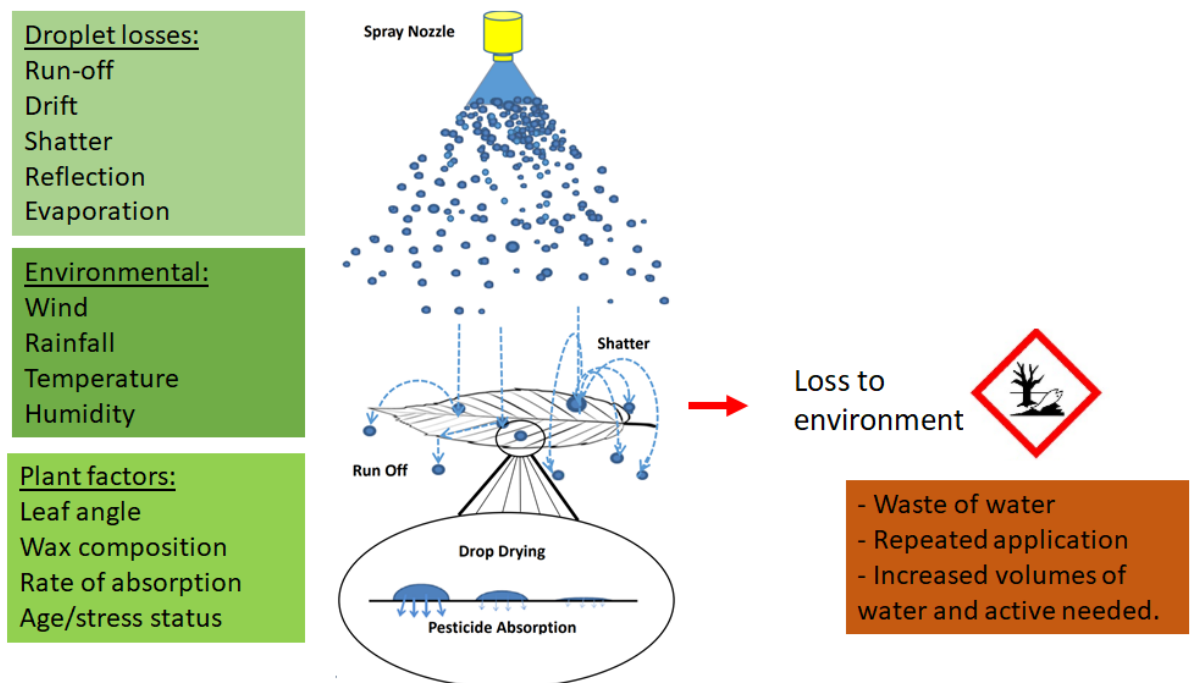 Droplet losses:
Run-off
Drift
Shatter
Reflection
Evaporation
Environmental:
Wind
Rainfall
Temperature
Humidity
Plant factors:
Leaf angle
Wax composition
Rate of absorption
Age/stress status
Spray Nozzle
Shatter
Run Off
Drop Drying
Pesticide Absorption
Loss to
environment
- Waste of water
- Repeated application
- Increased volumes of
water and active needed.